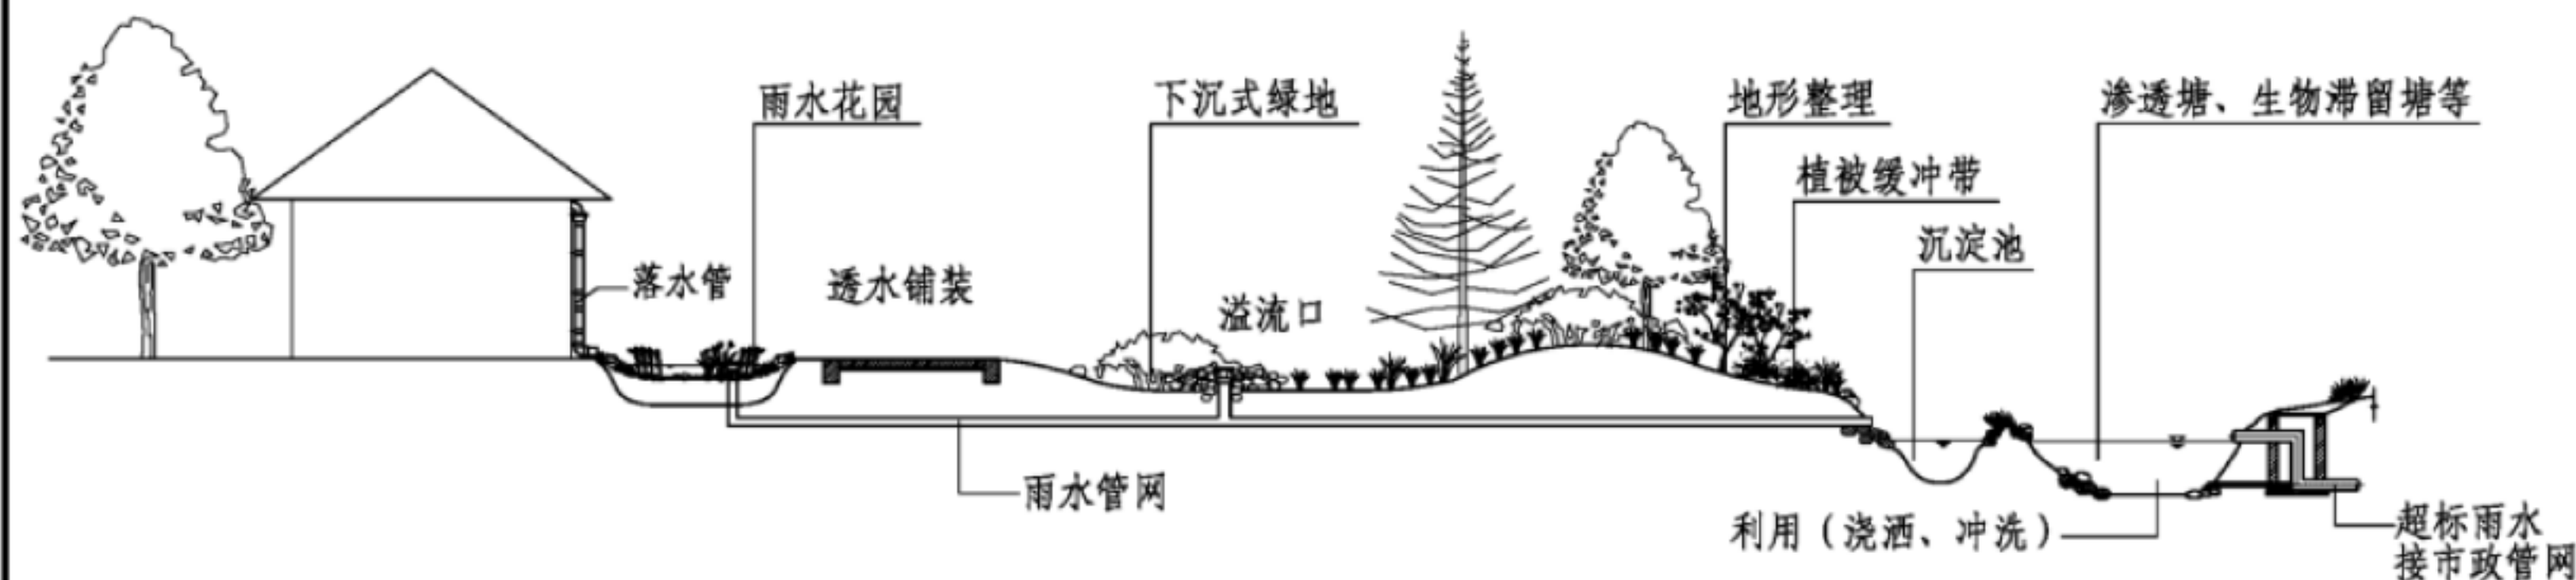 雨水花园
下沉式绿地
地形整理
渗透塘、生物滞留塘等
植被缓冲带
沉淀池
落水管
透水铺装
溢流口
雨水管网
利用（浇洒、冲洗）
超标雨水
接市政管网